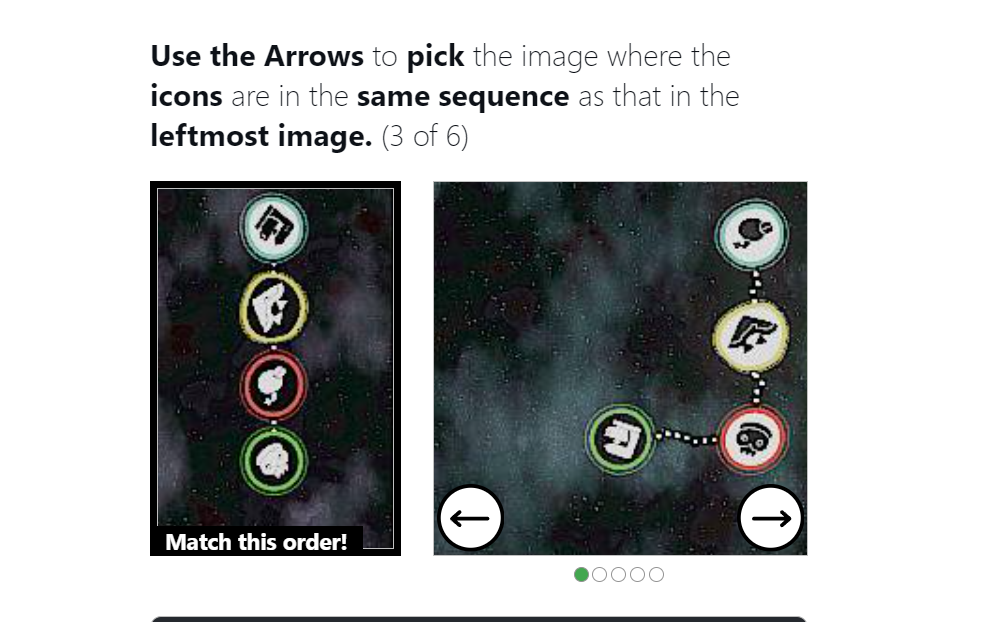 Use the Arrows to pick the image where the
icons are in the same sequence as that in the
leftmost image. (3 of 6)
Match this order!